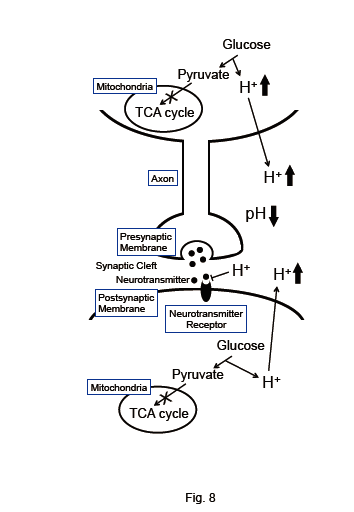 Glucose
Pyruvate
H+
Mitochondria
TCA cycle
H+
Axon
pH
Presynaptic
Membrane
Synaptic Cleft
Neurotransmitter
H+
H+
Postsynaptic
Membrane
Neurotransmitter
Receptor
Glucose
Pyruvate
H+
Mitochondria
TCA cycle
Fig. 8